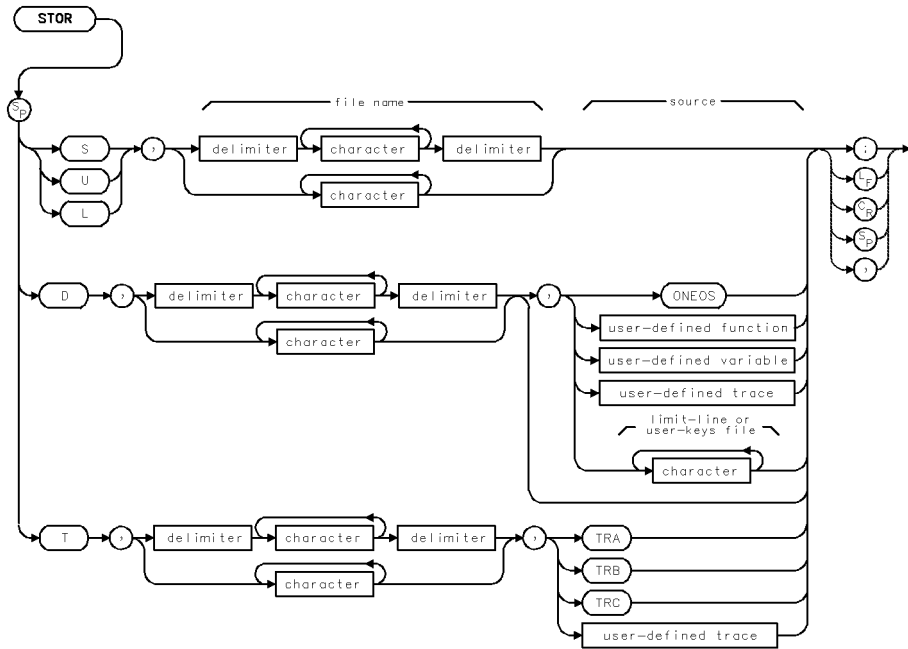 STOR
SP
file name
source
S , delimiter character delimiter ;
U character LF
L CR
SP
,
D , delimiter character delimiter , ONEOS
character user-defined function
user-defined variable
user-defined trace
limit-line or
user-keys file
character
T , delimiter character delimiter , TRA
character TRB
TRC
user-defined trace